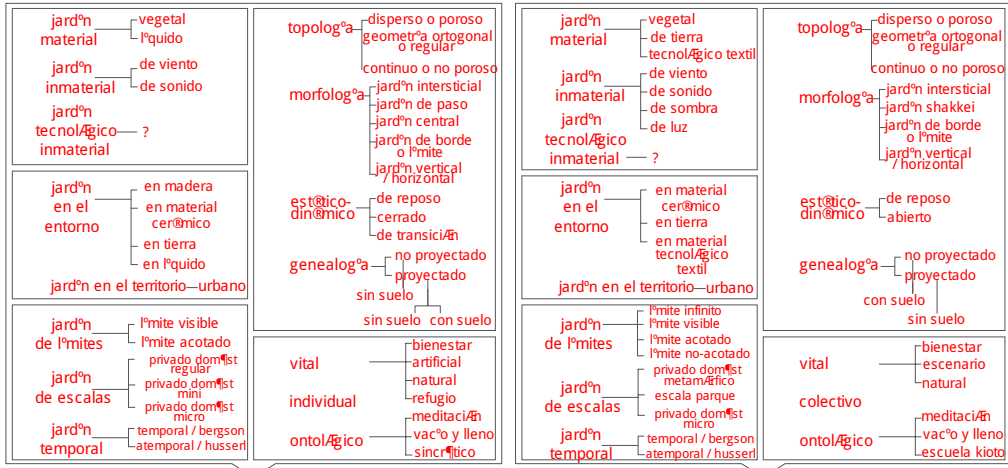 jardºn
material
vegetal
lºquido
jardºn
inmaterial
de viento
de sonido
jardºn
tecnolÆgico
inmaterial
?
jardºn
en el
entorno
en madera
en material
cer®mico
en tierra
en lºquido
jardºn en el territorio
urbano
jardºn
de lºmites
lºmite visible
lºmite acotado
jardºn
de escalas
privado dom¶st
regular
privado dom¶st
mini
privado dom¶st
micro
jardºn
temporal
temporal / bergson
atemporal / husserl
topologºa
disperso o poroso
geometrºa ortogonal
o regular
continuo o no poroso
morfologºa
jardºn intersticial
jardºn de paso
jardºn central
jardºn de borde
o lºmite
jardºn vertical
/ horizontal
est®tico-
din®mico
de reposo
cerrado
de transiciÆn
genealogºa
no proyectado
proyectado
sin suelo
sin suelo
con suelo
vital
individual
bienestar
artificial
natural
refugio
ontolÆgico
meditaciÆn
vacºo y lleno
sincr¶tico
jardºn
material
vegetal
de tierra
tecnolÆgico textil
jardºn
inmaterial
de viento
de sonido
de sombra
de luz
jardºn
tecnolÆgico
inmaterial
?
jardºn
en el
entorno
en material
cer®mico
en tierra
en material
tecnolÆgico
textil
jardºn en el territorio
urbano
jardºn
de lºmites
lºmite infinito
lºmite visible
lºmite acotado
lºmite no-acotado
jardºn
de escalas
privado dom¶st
metamÆrfico
escala parque
privado dom¶st
micro
jardºn
temporal
temporal / bergson
atemporal / husserl
topologºa
disperso o poroso
geometrºa ortogonal
o regular
continuo o no poroso
morfologºa
jardºn intersticial
jardºn shakkei
jardºn de borde
o lºmite
jardºn vertical
/ horizontal
est®tico-
din®mico
de reposo
abierto
genealogºa
no proyectado
proyectado
con suelo
sin suelo
vital
colectivo
bienestar
escenario
natural
ontolÆgico
meditaciÆn
vacºo y lleno
escuela kioto